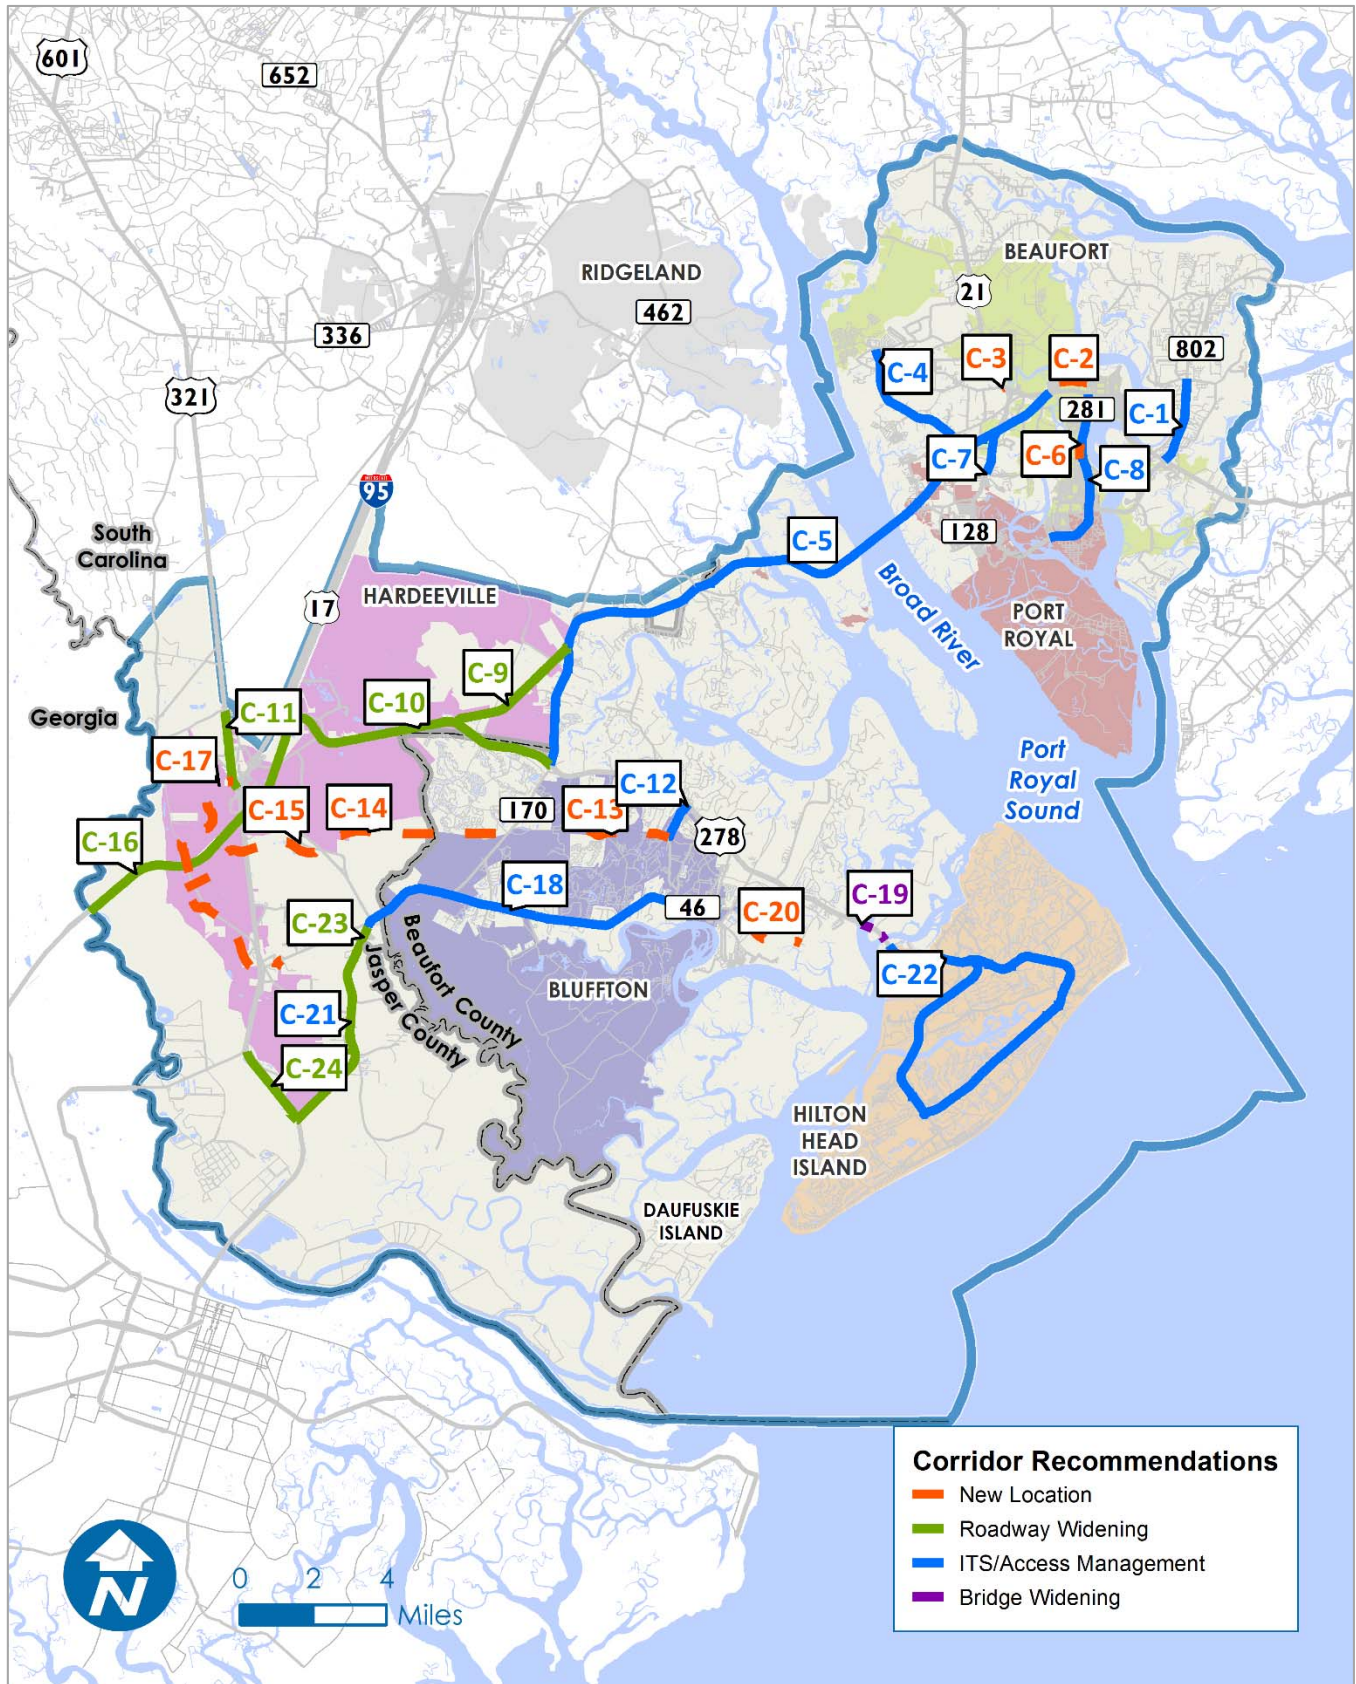 601
652
BEAUFORT
RIDGELAND
21
462
336
802
C-3
C-2
C-4
321
281
C-1
C-6
C-7
C-8
95
128
South
Carolina
C-5
Broad River
17
HARDEEVILLE
PORT
ROYAL
C-9
Georgia
C-11
C-10
Port
Royal
Sound
C-17
C-12
C-15
C-14
170
C-13
278
C-16
C-18
C-19
46
C-20
C-23
Beaufort County
Jasper County
C-22
BLUFFTON
C-21
C-24
HILTON
HEAD
ISLAND
DAUFUSKIE
ISLAND
Corridor Recommendations
New Location
Roadway Widening
ITS/Access Management
Bridge Widening
N
0 2 4
Miles